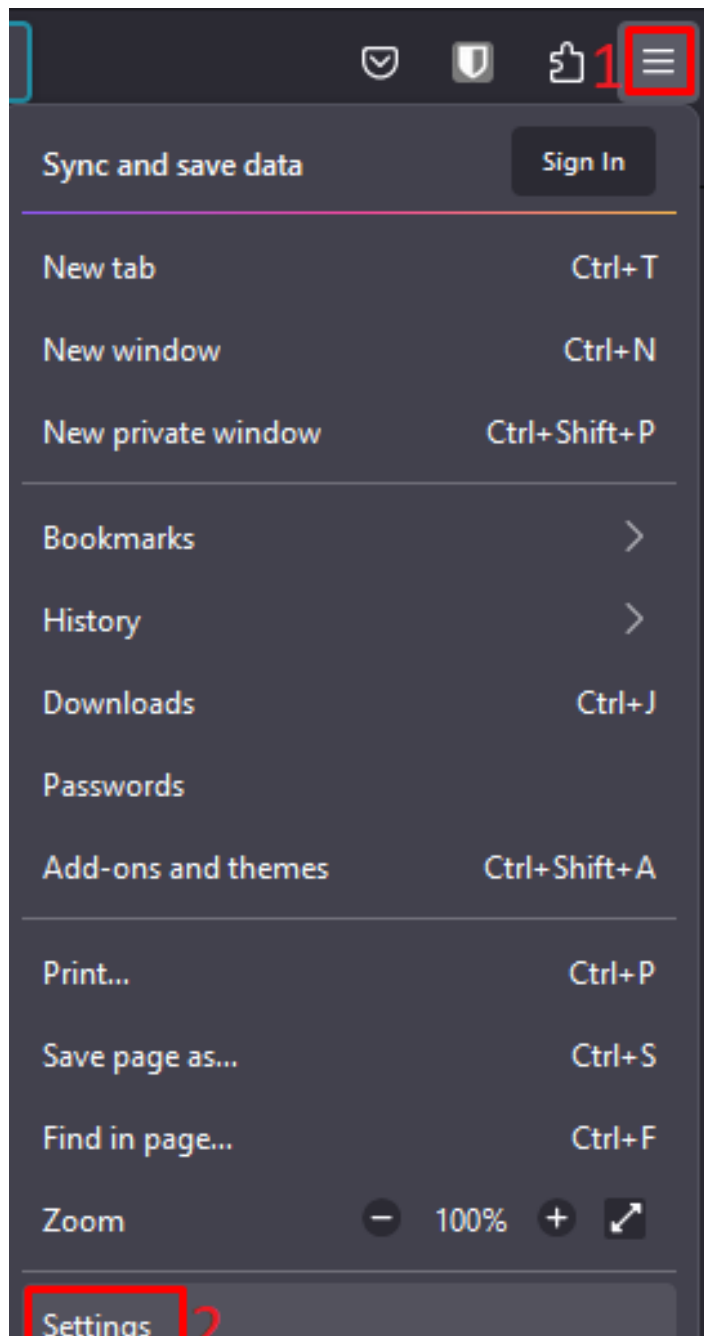 1
Sync and save data Sign In
New tab Ctrl+T
New window Ctrl+N
New private window Ctrl+Shift+P
Bookmarks
History
Downloads Ctrl+J
Passwords
Add-ons and themes Ctrl+Shift+A
Print... Ctrl+P
Save page as... Ctrl+S
Find in page... Ctrl+F
Zoom − 100% +
Settings 2